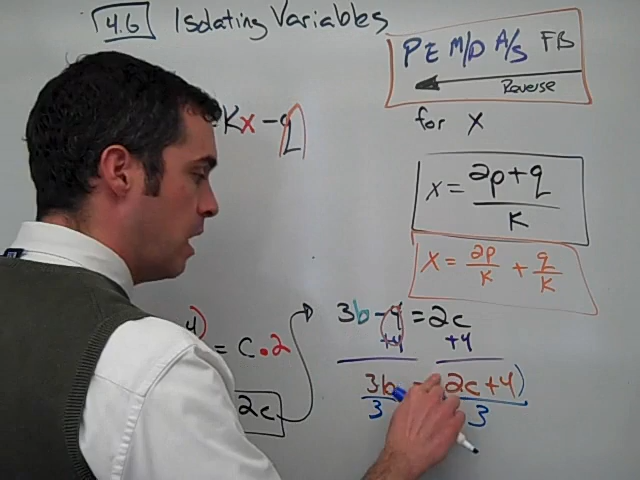 4.6 Isolating Variables
P E M/D A/S FB
Reverse
= Kx - q
for x
x = 2p+q / K
x = 2p/K + q/K
4) = C • 2
2c
3b - 4 = 2c
+4 +4
3b = 2c + 4)
3 3